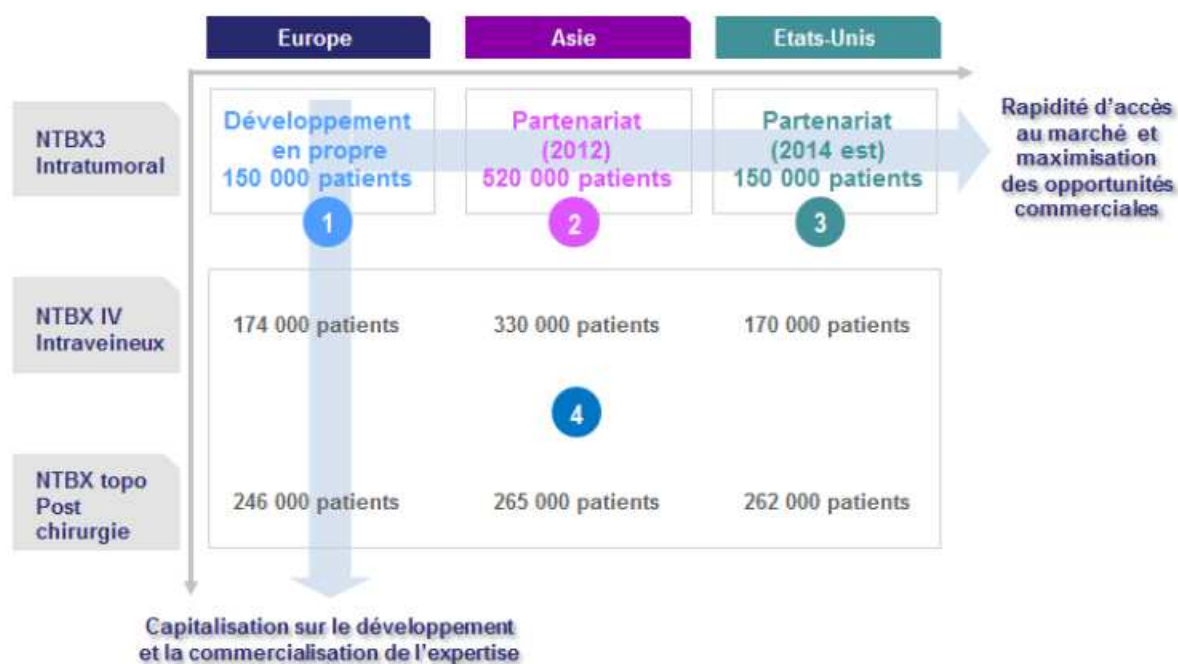 Europe
Asie
Etats-Unis
NTBX3
Intratumoral
Développement
en propre
150 000 patients
1
Partenariat
(2012)
520 000 patients
2
Partenariat
(2014 est)
150 000 patients
3
Rapidité d'accès
au marché et
maximisation
des opportunités
commerciales
NTBX IV
Intraveineux
174 000 patients
330 000 patients
170 000 patients
4
NTBX topo
Post
chirurgie
246 000 patients
265 000 patients
262 000 patients
Capitalisation sur le développement
et la commercialisation de l'expertise